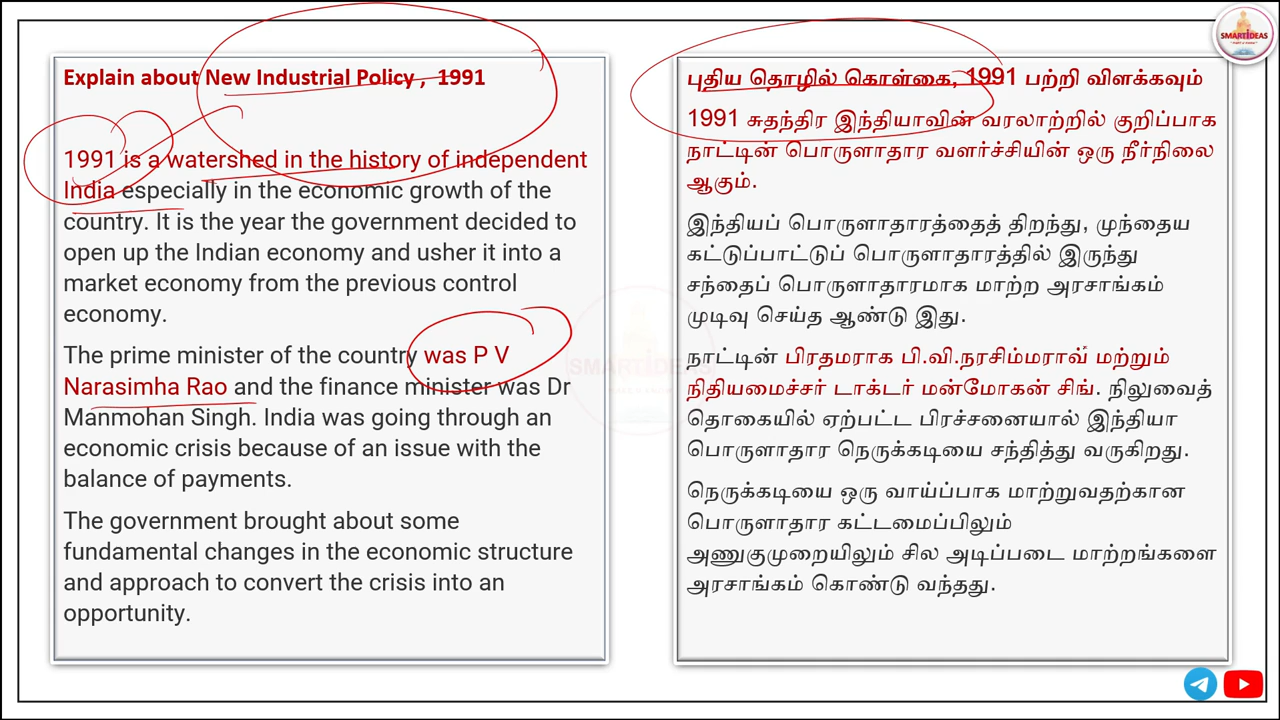 SMARTIDEAS
Explain about New Industrial Policy , 1991
1991 is a watershed in the history of independent
India especially in the economic growth of the
country. It is the year the government decided to
open up the Indian economy and usher it into a
market economy from the previous control
economy.
The prime minister of the country was P V
Narasimha Rao and the finance minister was Dr
Manmohan Singh. India was going through an
economic crisis because of an issue with the
balance of payments.
The government brought about some
fundamental changes in the economic structure
and approach to convert the crisis into an
opportunity.
புதிய தொழில் கொள்கை, 1991 பற்றி விளக்கவும்
1991 சுதந்திர இந்தியாவின் வரலாற்றில் குறிப்பாக
நாட்டின் பொருளாதார வளர்ச்சியின் ஒரு நீர்நிலை
ஆகும்.
இந்தியப் பொருளாதாரத்தைத் திறந்து, முந்தைய
கட்டுப்பாட்டுப் பொருளாதாரத்தில் இருந்து
சந்தைப் பொருளாதாரமாக மாற்ற அரசாங்கம்
முடிவு செய்த ஆண்டு இது.
நாட்டின் பிரதமராக பி.வி.நரசிம்மராவ் மற்றும்
நிதியமைச்சர் டாக்டர் மன்மோகன் சிங். நிலுவைத்
தொகையில் ஏற்பட்ட பிரச்சனையால் இந்தியா
பொருளாதார நெருக்கடியை சந்தித்து வருகிறது.
நெருக்கடியை ஒரு வாய்ப்பாக மாற்றுவதற்கான
பொருளாதார கட்டமைப்பிலும்
அணுகுமுறையிலும் சில அடிப்படை மாற்றங்களை
அரசாங்கம் கொண்டு வந்தது.
SMARTIDEAS